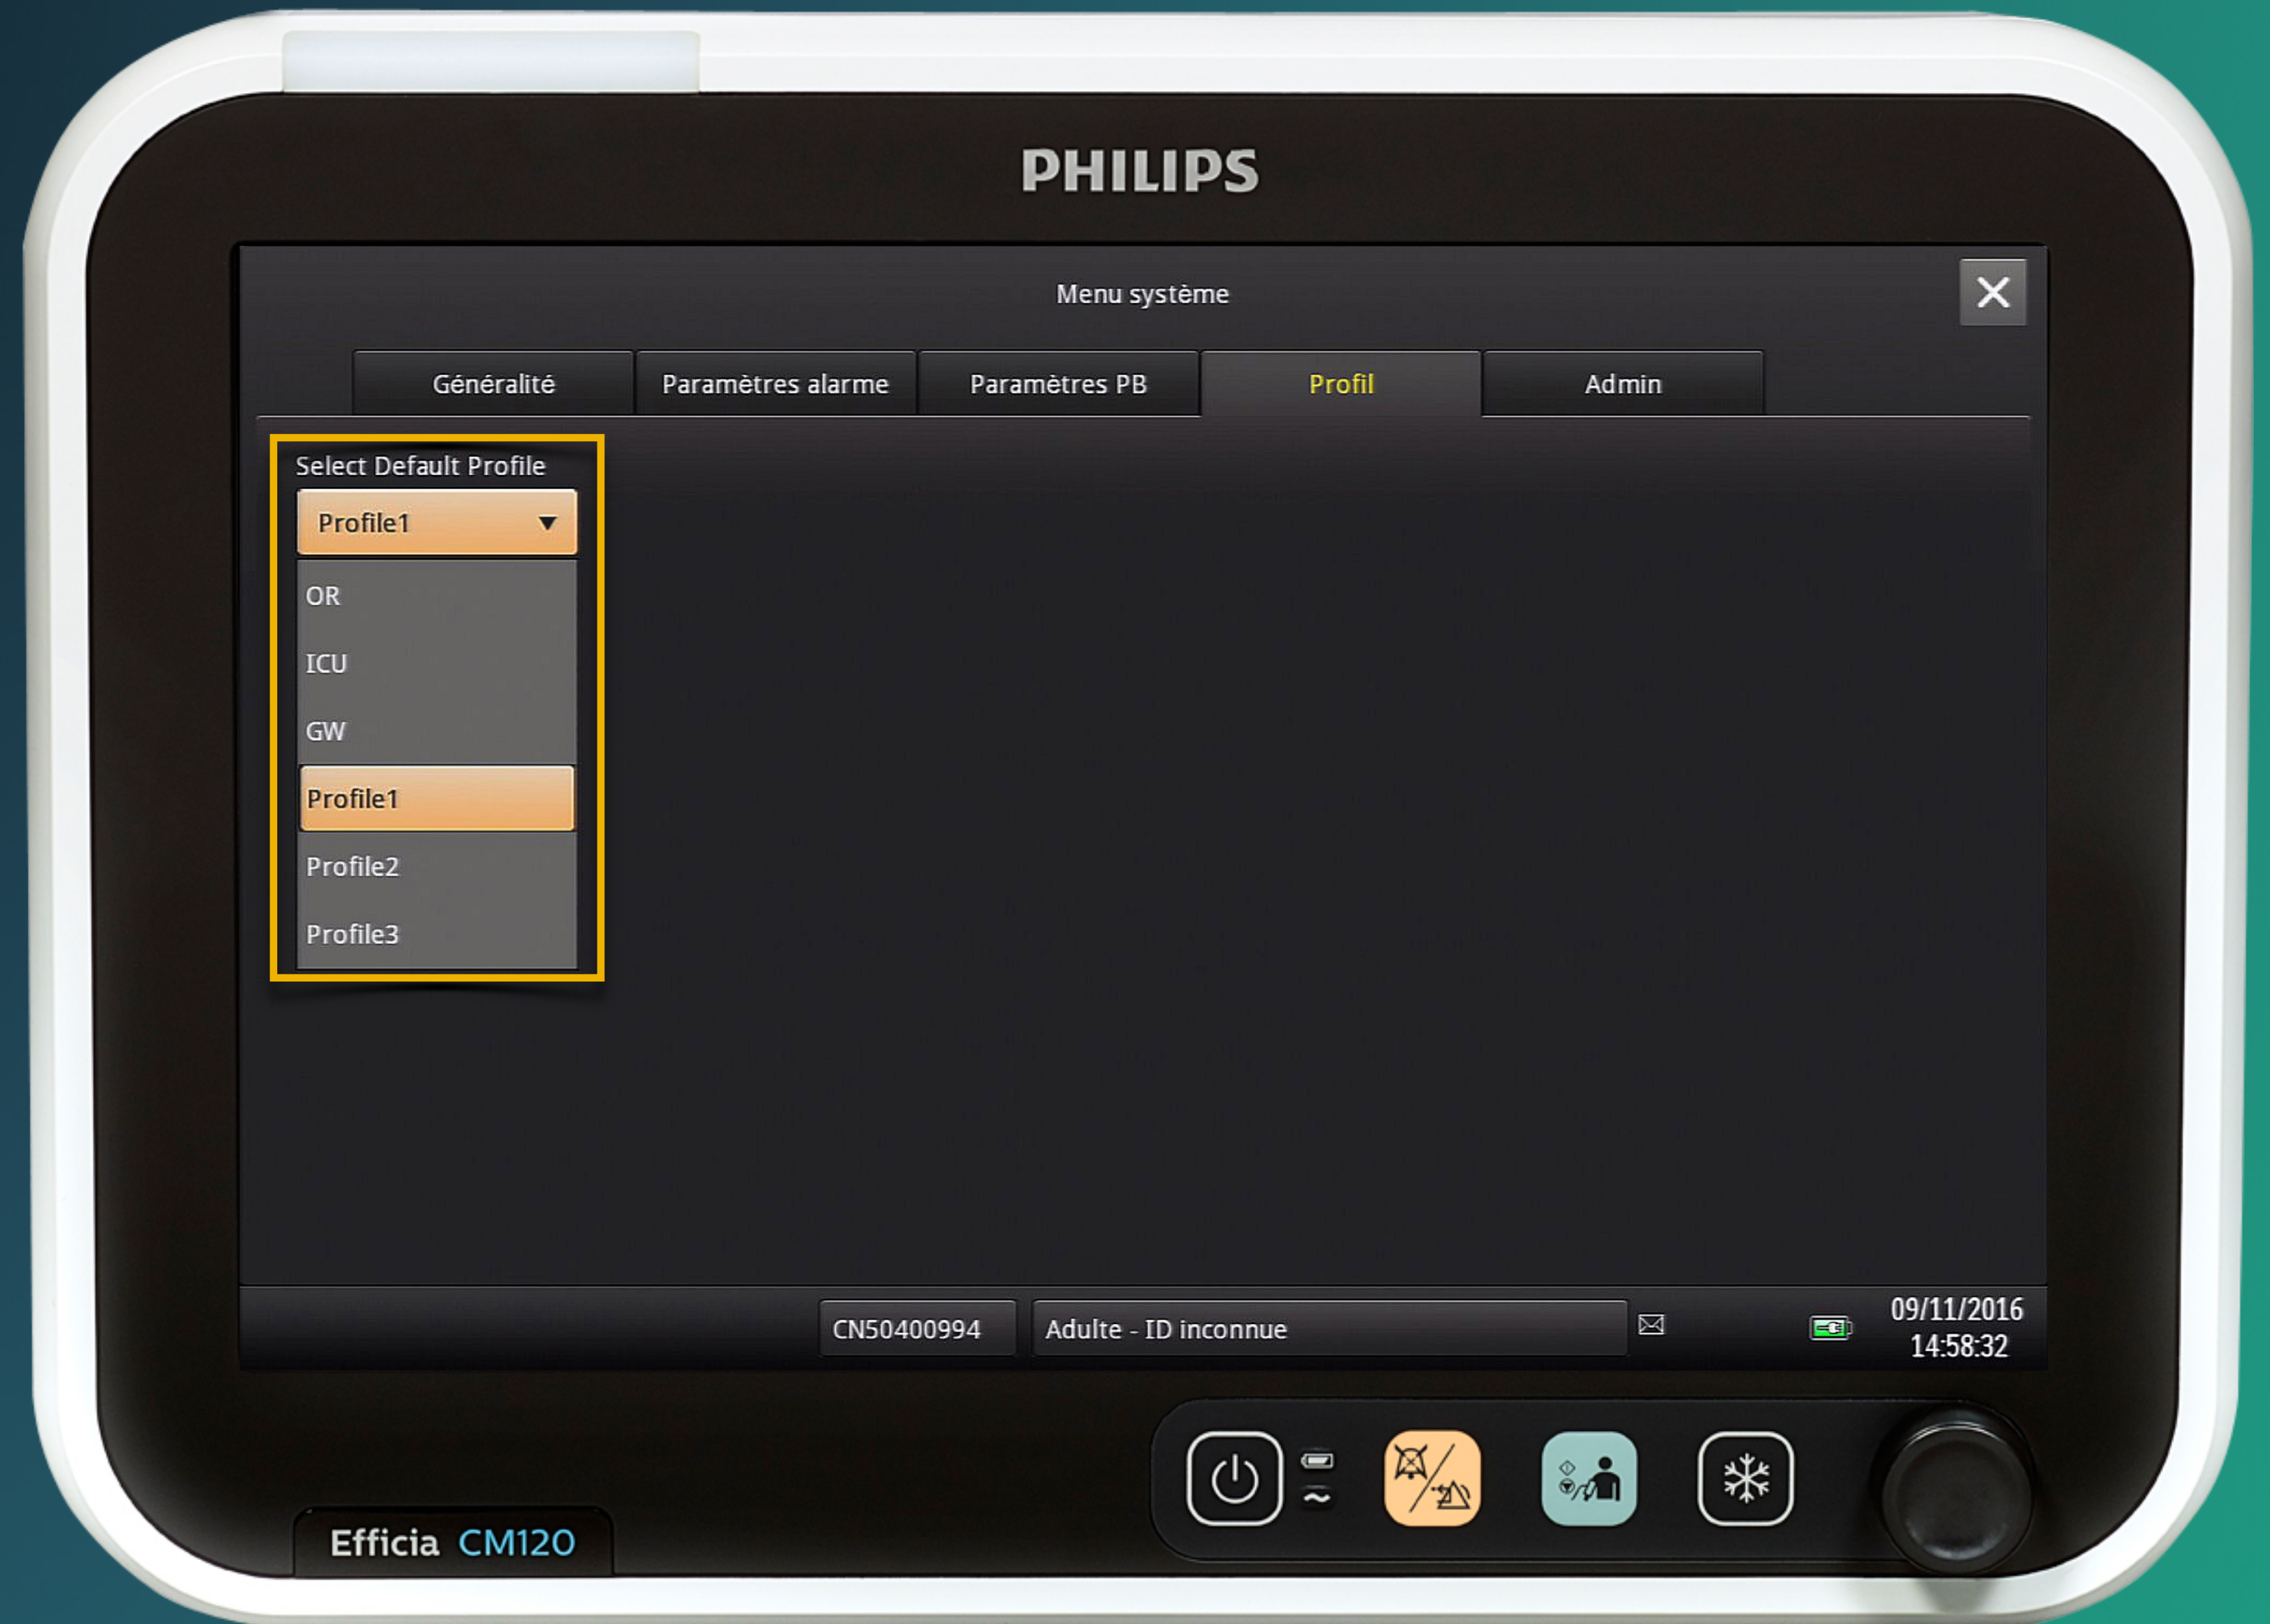 PHILIPS
Menu système
Généralité
Paramètres alarme
Paramètres PB
Profil
Admin
Select Default Profile
Profile1
OR
ICU
GW
Profile1
Profile2
Profile3
CN50400994
Adulte - ID inconnue
09/11/2016
14:58:32
Efficia CM120